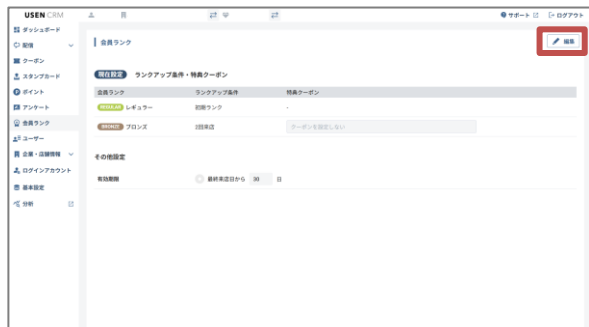 USEN CRM
サポート
ログアウト
ダッシュボード
配信
クーポン
スタンプカード
ポイント
アンケート
会員ランク
ユーザー
企業・店舗情報
ログインアカウント
基本設定
分析
会員ランク
編集
現在設定 ランクアップ条件・特典クーポン
会員ランク ランクアップ条件 特典クーポン
REGULAR レギュラー 初期ランク -
BRONZE ブロンズ 2回来店 クーポンを設定しない
その他設定
有効期限 最終来店日から 30 日